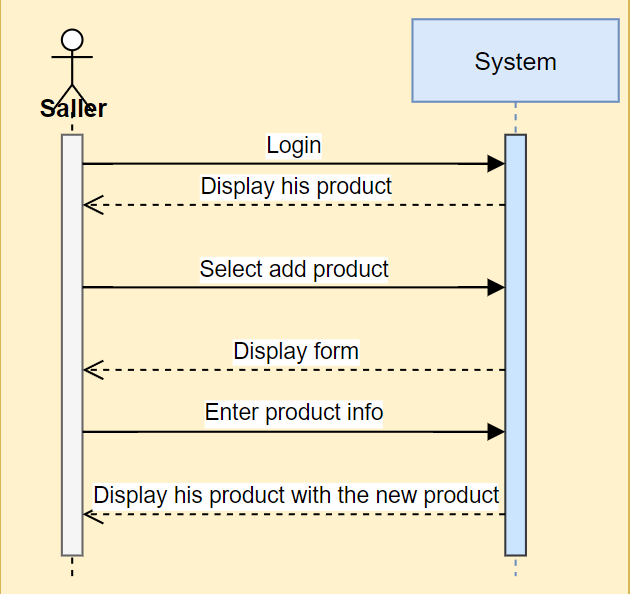 System
Saller
Login
Display his product
Select add product
Display form
Enter product info
Display his product with the new product